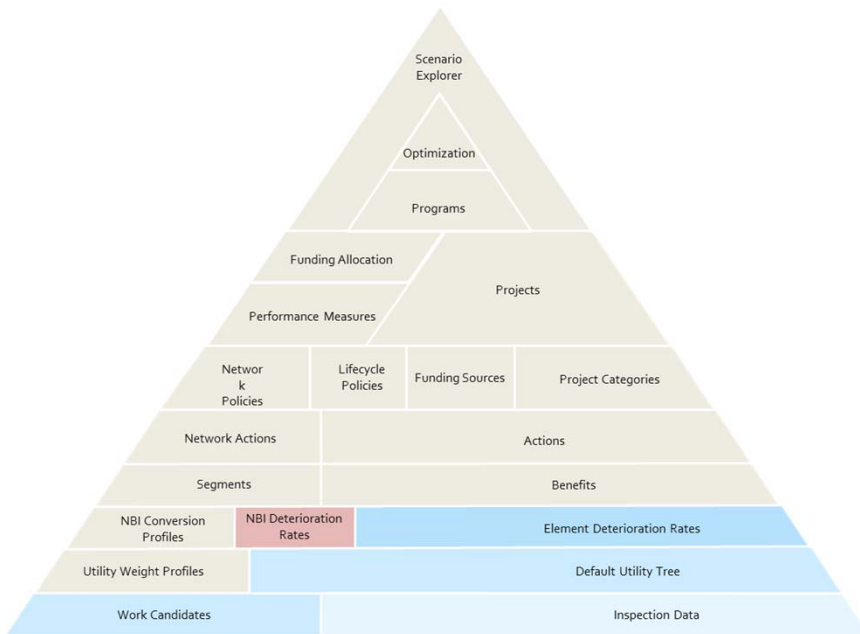 Scenario
Explorer
Optimization
Programs
Funding Allocation
Projects
Performance Measures
Networ
k
Policies
Lifecycle
Policies
Funding Sources
Project Categories
Network Actions
Actions
Segments
Benefits
NBI Conversion
Profiles
NBI Deterioration
Rates
Element Deterioration Rates
Utility Weight Profiles
Default Utility Tree
Work Candidates
Inspection Data